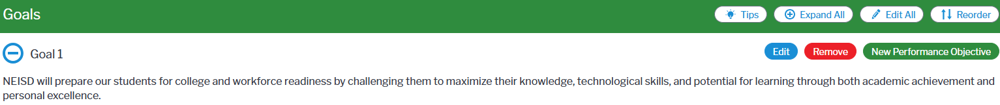 Goals
Tips
Expand All
Edit All
Reorder
Goal 1
Edit
Remove
New Performance Objective
NEISD will prepare our students for college and workforce readiness by challenging them to maximize their knowledge, technological skills, and potential for learning through both academic achievement and
personal excellence.